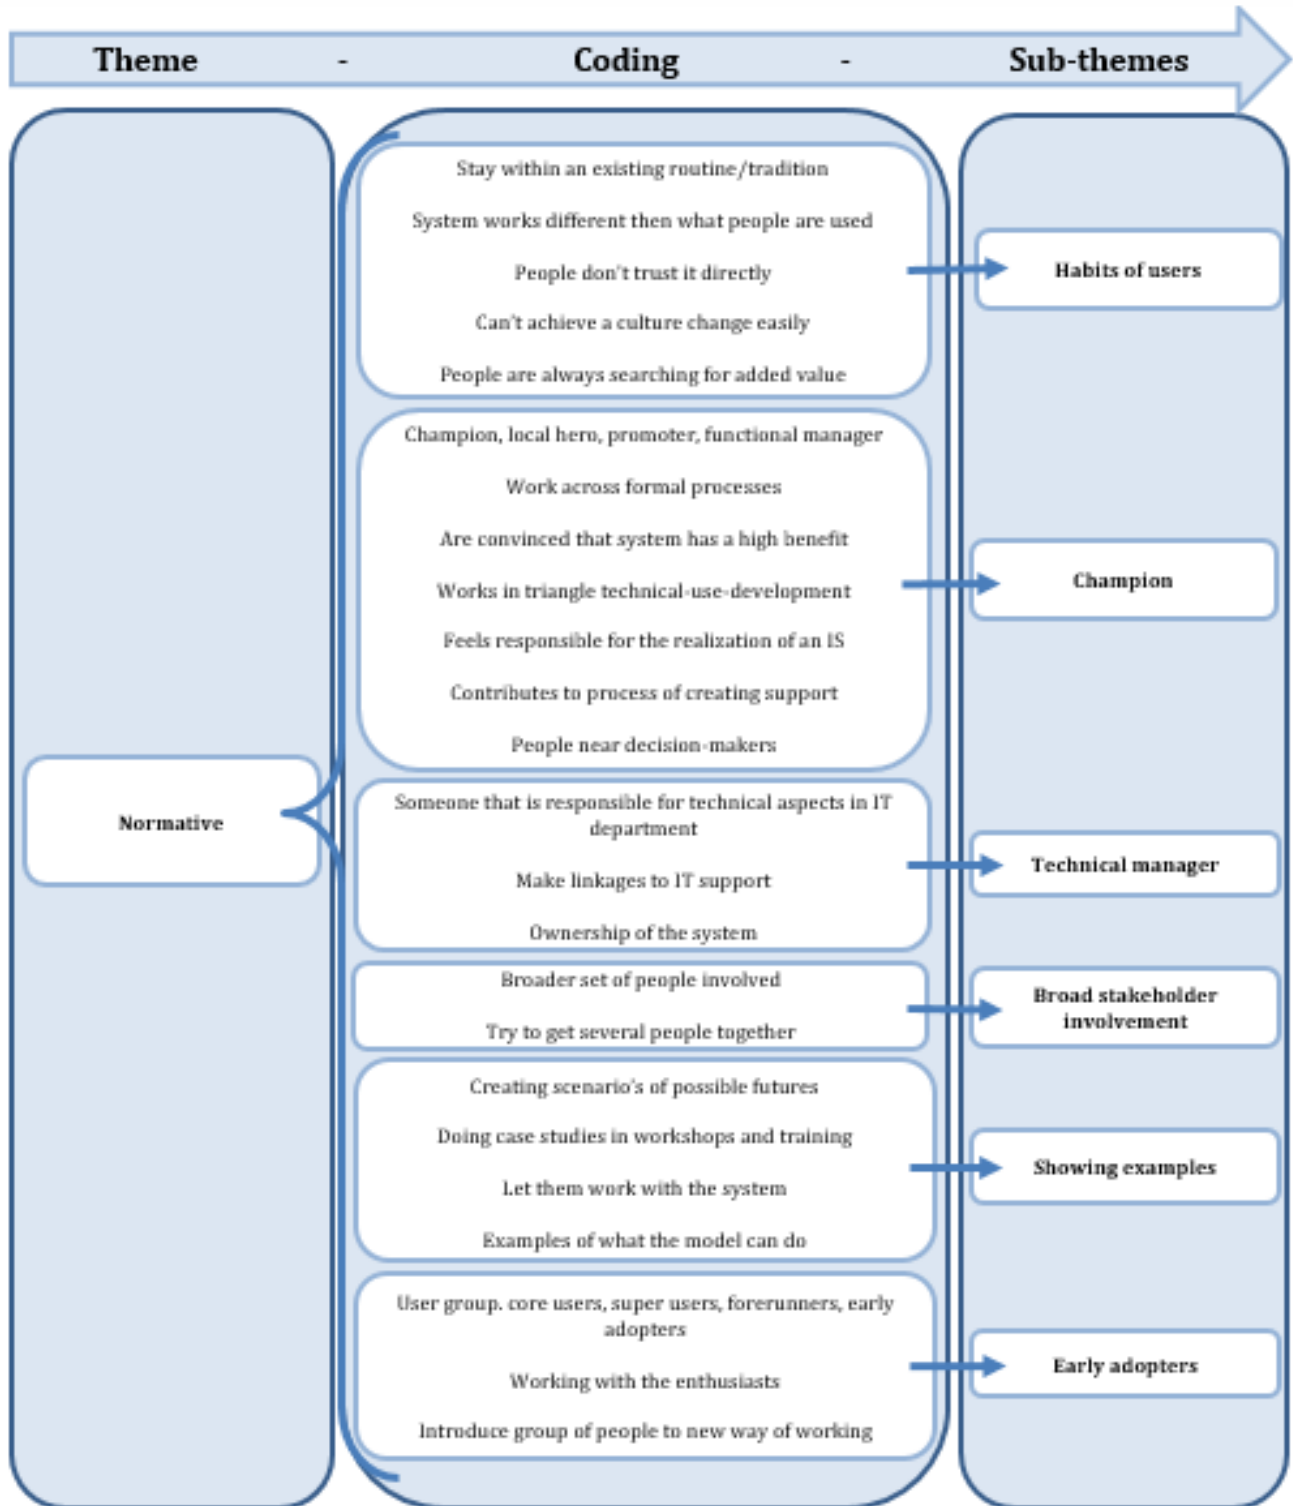 Theme - Coding - Sub-themes
Stay within an existing routine/tradition
System works different then what people are used
People don't trust it directly
Can't achieve a culture change easily
People are always searching for added value
Habits of users
Champion, local hero, promoter, functional manager
Work across formal processes
Are convinced that system has a high benefit
Works in triangle technical-use-development
Feels responsible for the realization of an IS
Contributes to process of creating support
People near decision-makers
Champion
Normative
Someone that is responsible for technical aspects in IT
department
Make linkages to IT support
Ownership of the system
Technical manager
Broader set of people involved
Try to get several people together
Broad stakeholder
involvement
Creating scenario's of possible futures
Doing case studies in workshops and training
Let them work with the system
Examples of what the model can do
Showing examples
User group. core users, super users, forerunners, early
adopters
Working with the enthusiasts
Introduce group of people to new way of working
Early adopters